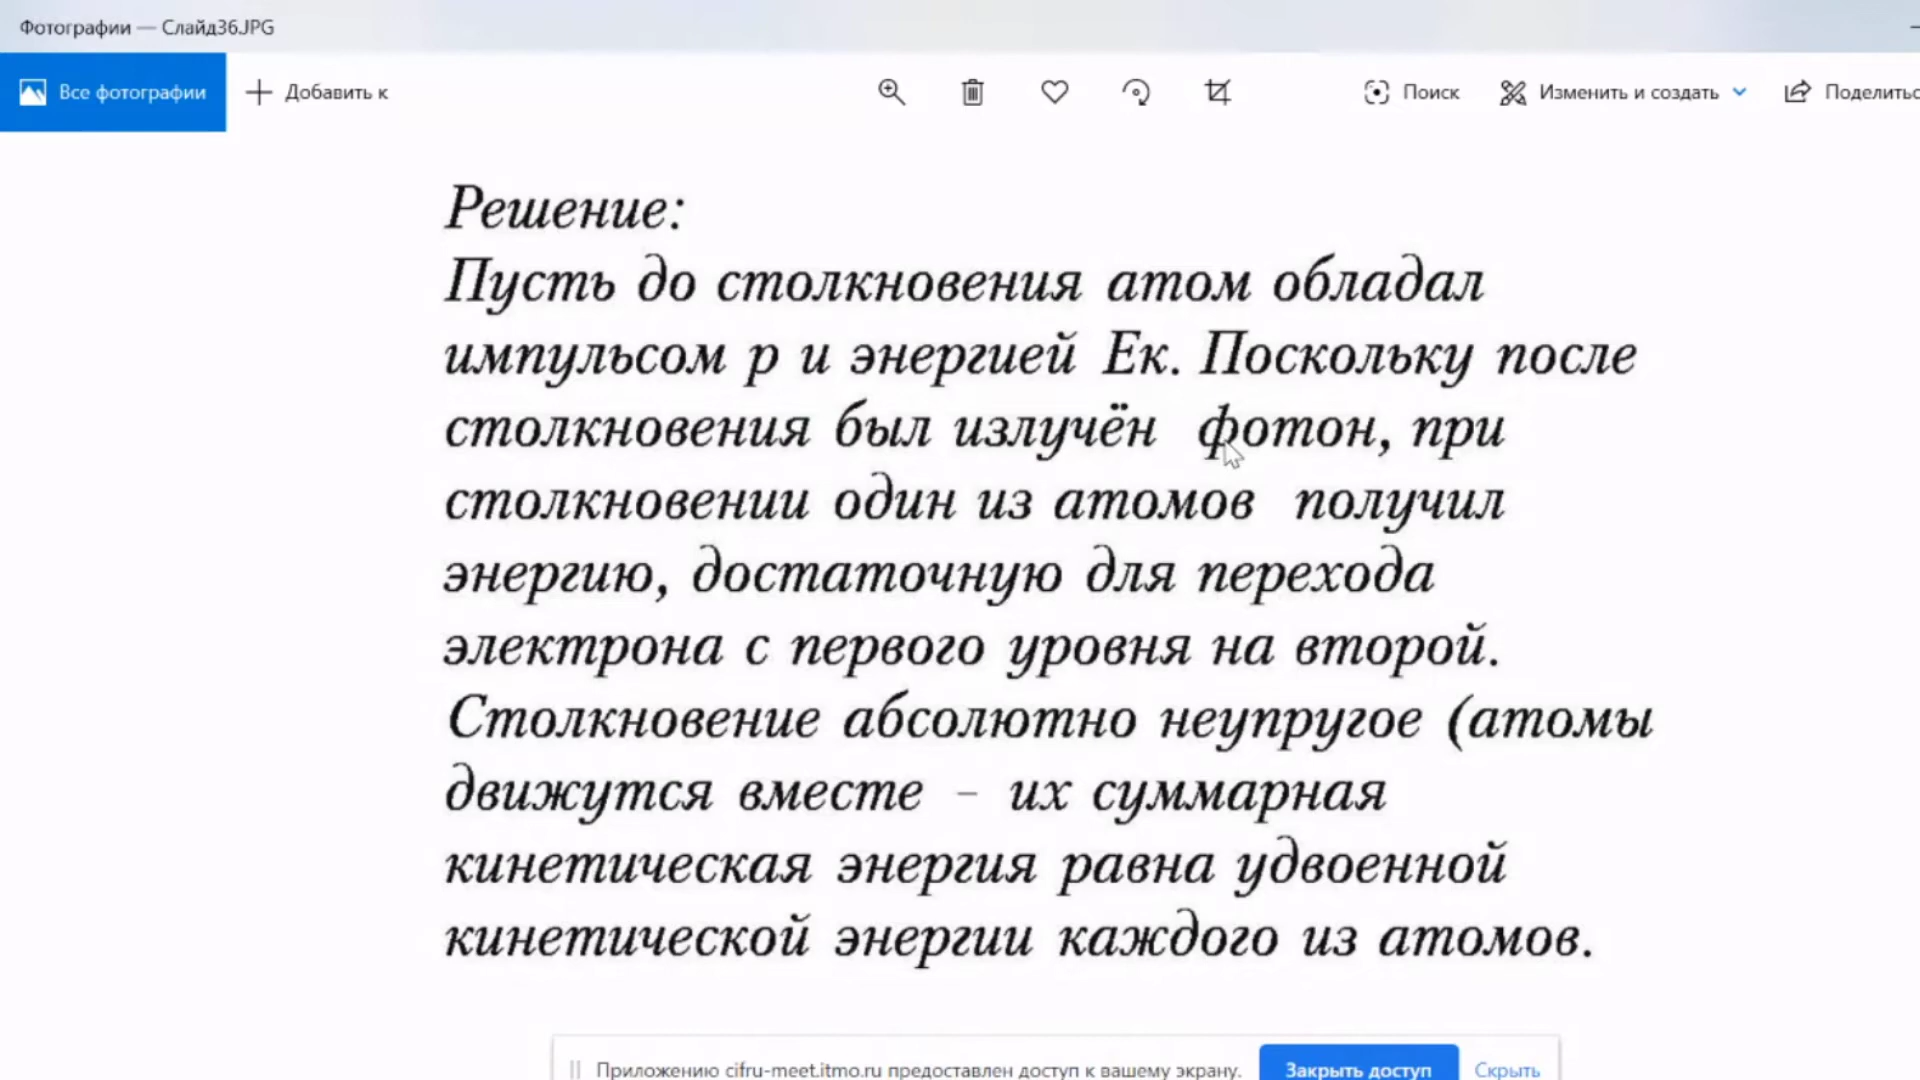 Фотографии — Слайд36.JPG
Все фотографии Добавить к Поиск Изменить и создать
Решение:
Пусть до столкновения атом обладал
импульсом р и энергией Ек. Поскольку после
столкновения был излучён фотон, при
столкновении один из атомов получил
энергию, достаточную для перехода
электрона с первого уровня на второй.
Столкновение абсолютно неупругое (атомы
движутся вместе - их суммарная
кинетическая энергия равна удвоенной
кинетической энергии каждого из атомов.
Приложению cifru-meet.itmo.ru предоставлен доступ к вашему экрану. Закрыть доступ Скрыть